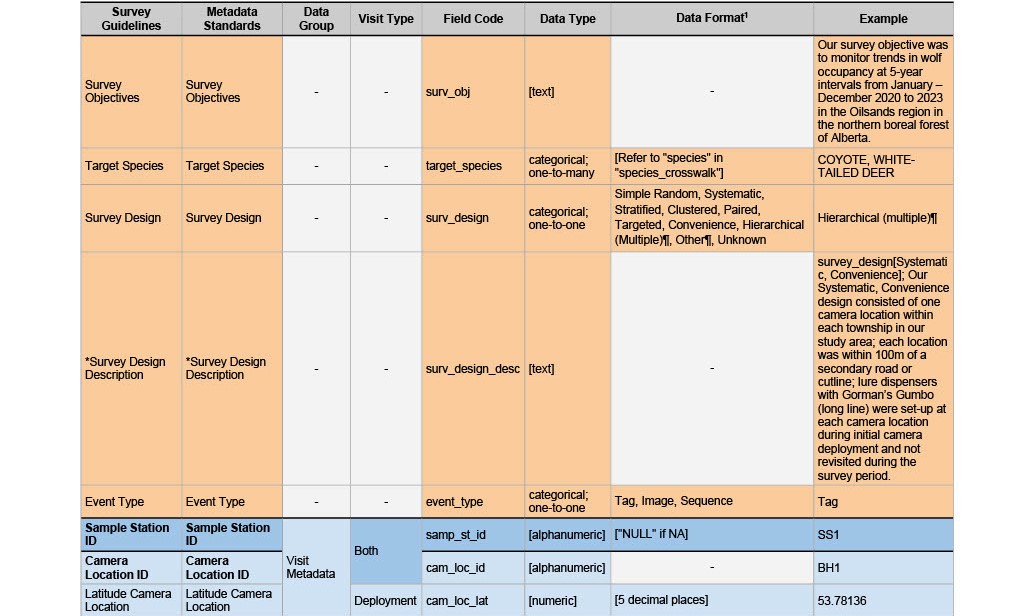 Survey Guidelines Metadata Standards Data Group Visit Type Field Code Data Type Data Format¹ Example
Survey Objectives
Survey Objectives
-
-
surv_obj
[text]
-
Our survey objective was
to monitor trends in wolf
occupancy at 5-year
intervals from January –
December 2020 to 2023
in the Oilsands region in
the northern boreal forest
of Alberta.
Target Species
Target Species
-
-
target_species
categorical;
one-to-many
[Refer to "species" in
"species_crosswalk"]
COYOTE, WHITE-
TAILED DEER
Survey Design
Survey Design
-
-
surv_design
categorical;
one-to-one
Simple Random, Systematic,
Stratified, Clustered, Paired,
Targeted, Convenience, Hierarchical
(Multiple)¶, Other¶, Unknown
Hierarchical (multiple)¶
*Survey Design
Description
*Survey Design
Description
-
-
surv_design_desc
[text]
-
survey_design[Systemati
c, Convenience]; Our
Systematic, Convenience
design consisted of one
camera location within
each township in our
study area; each location
was within 100m of a
secondary road or
cutline; lure dispensers
with Gorman's Gumbo
(long line) were set-up at
each camera location
during initial camera
deployment and not
revisited during the
survey period.
Event Type
Event Type
-
-
event_type
categorical;
one-to-one
Tag, Image, Sequence
Tag
Sample Station
ID
Sample Station
ID
Visit
Metadata
Both
samp_st_id
[alphanumeric]
["NULL" if NA]
SS1
Camera
Location ID
Camera
Location ID
cam_loc_id
[alphanumeric]
-
BH1
Latitude Camera
Location
Latitude Camera
Location
Deployment
cam_loc_lat
[numeric]
[5 decimal places]
53.78136